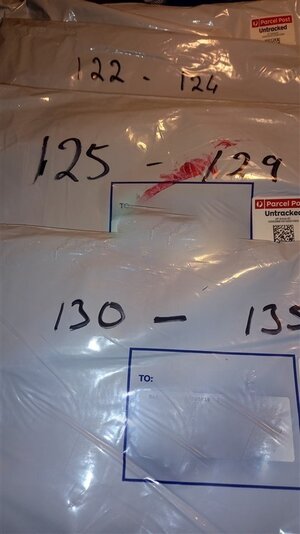 Parcel Post
Untracked
122 - 124
125 - 129
TO:
Parcel Post
Untracked
130 - 135
TO: